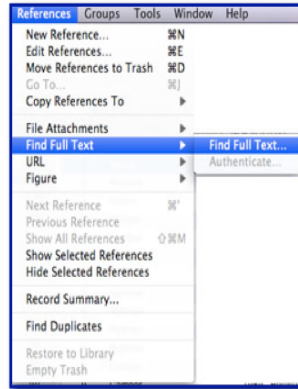 References Groups Tools Window Help
New Reference... ⌘N
Edit References... ⌘E
Move References to Trash ⌘D
Go To... ⌘J
Copy References To
File Attachments
Find Full Text Find Full Text...
URL Authenticate...
Figure
Next Reference ⌘'
Previous Reference
Show All References ⇧⌘M
Show Selected References
Hide Selected References
Record Summary...
Find Duplicates
Restore to Library
Empty Trash